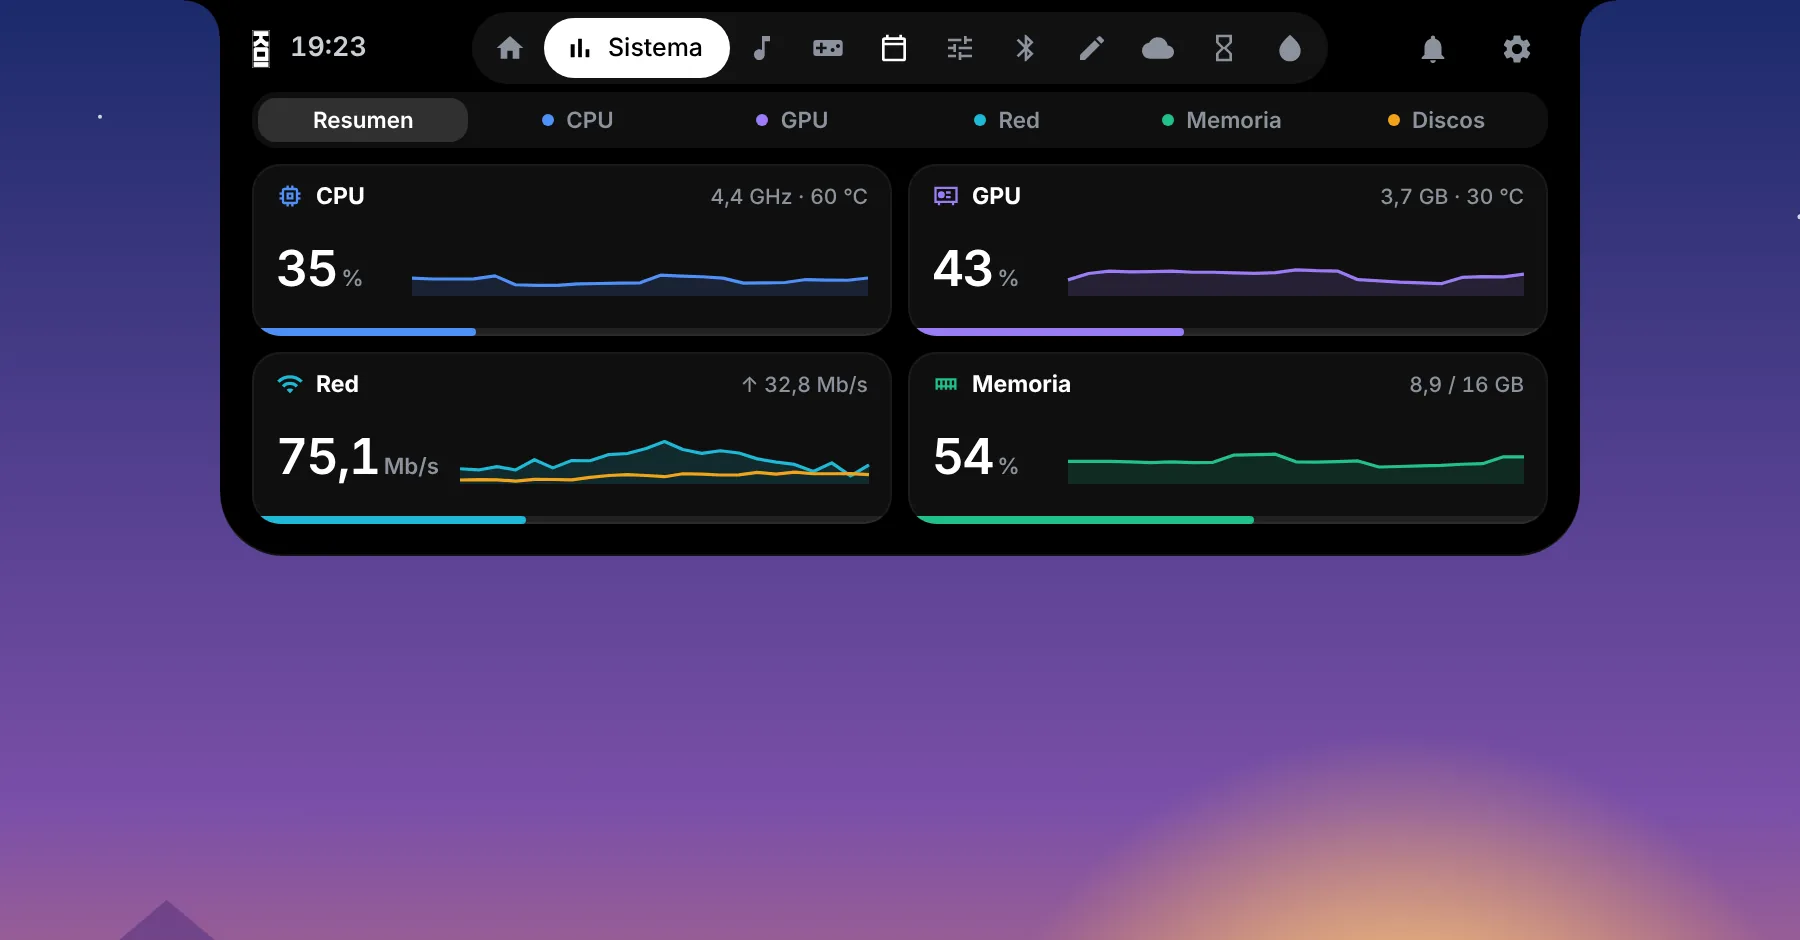 19:23
Sistema
Resumen CPU GPU Red Memoria Discos
CPU 4,4 GHz · 60 °C
35 %
GPU 3,7 GB · 30 °C
43 %
Red ↑ 32,8 Mb/s
75,1 Mb/s
Memoria 8,9 / 16 GB
54 %